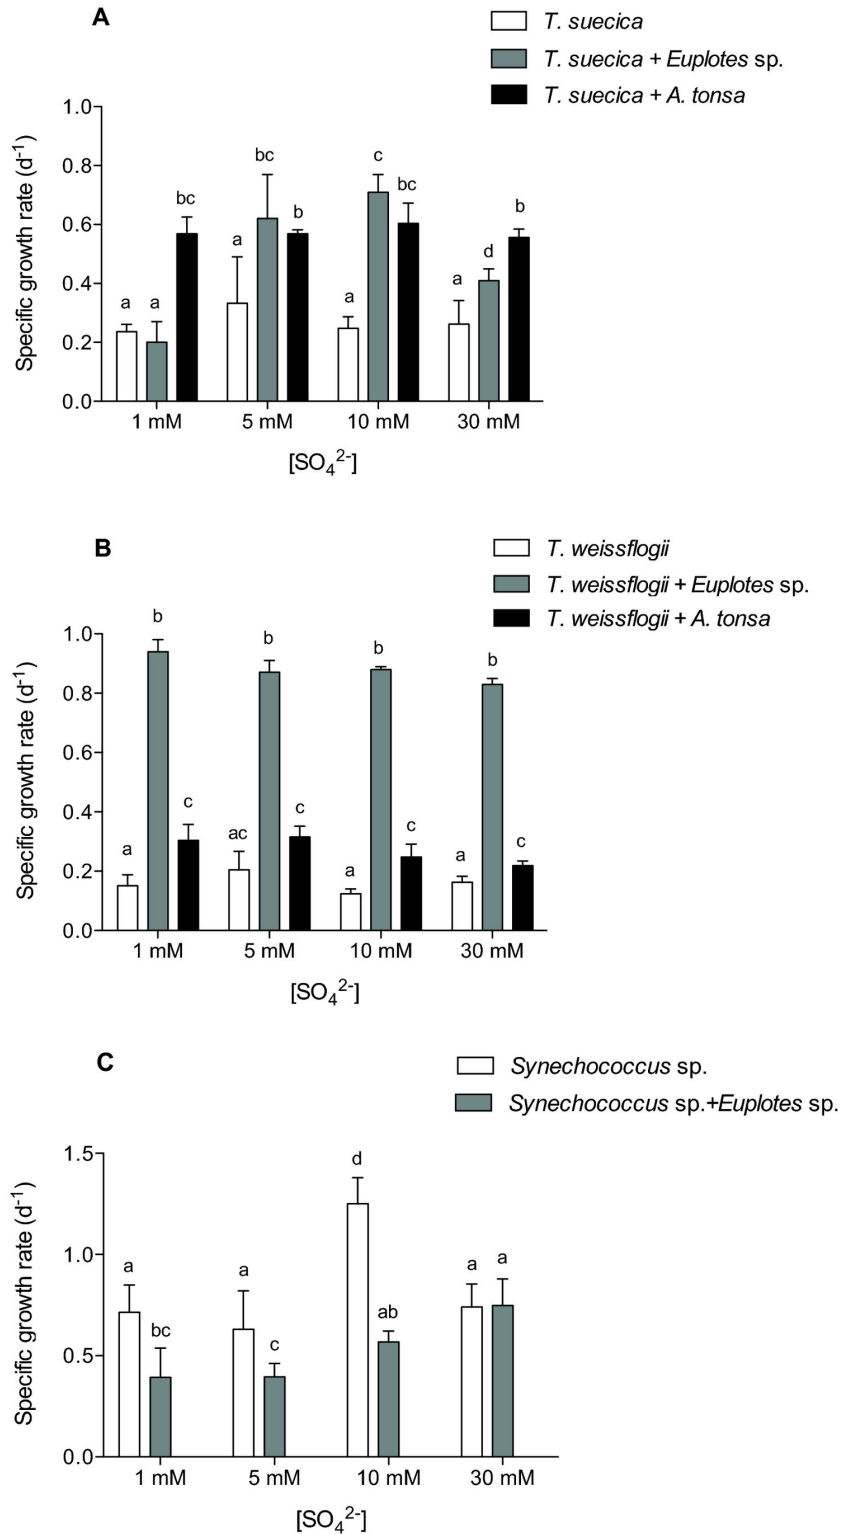 A
T. suecica
T. suecica + Euplotes sp.
T. suecica + A. tonsa
Specific growth rate (d⁻¹)
1.0
0.8
0.6
0.4
0.2
0.0
a a bc
a bc b
a c bc
a d b
1 mM 5 mM 10 mM 30 mM
[SO₄²⁻]
B
T. weissflogii
T. weissflogii + Euplotes sp.
T. weissflogii + A. tonsa
Specific growth rate (d⁻¹)
1.0
0.8
0.6
0.4
0.2
0.0
a b c
ac b c
a b c
a b c
1 mM 5 mM 10 mM 30 mM
[SO₄²⁻]
C
Synechococcus sp.
Synechococcus sp.+Euplotes sp.
Specific growth rate (d⁻¹)
1.5
1.0
0.5
0.0
a bc
a c
d ab
a a
1 mM 5 mM 10 mM 30 mM
[SO₄²⁻]